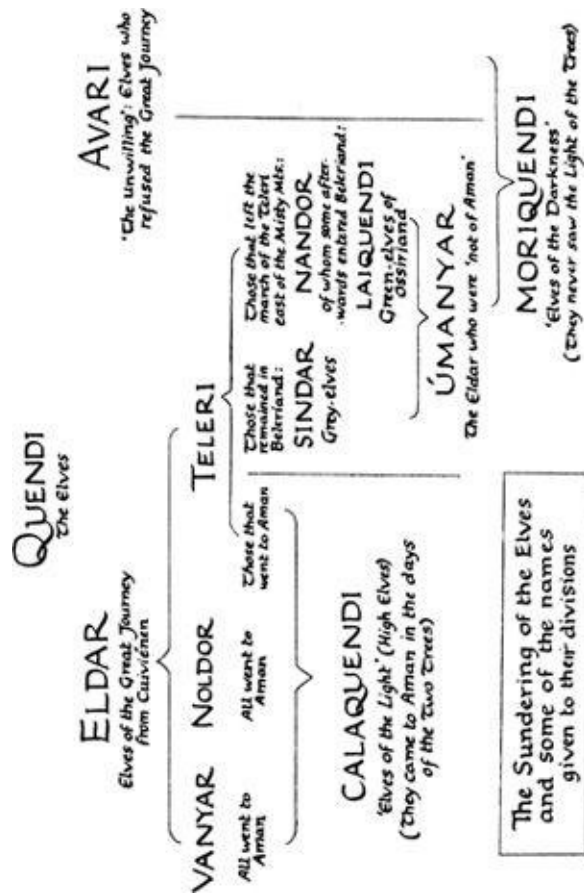 QUENDI
The Elves
ELDAR
Elves of the Great Journey
from Cuiviénen
AVARI
'The Unwilling': Elves who
refused the Great Journey
VANYAR
All went to
Aman
NOLDOR
All went to
Aman
TELERI
Those that
went to Aman
Those that
remained in
Beleriand:
SINDAR
Grey-elves
Those that left the
march of the Teleri
east of the Misty Mts.:
NANDOR
of whom some after-
wards entered Beleriand:
LAIQUENDI
Green-elves of
Ossiriand
CALAQUENDI
'Elves of the Light' (High Elves)
(They came to Aman in the days
of the Two Trees)
ÚMANYAR
The Eldar who were 'not of Aman'
MORIQUENDI
'Elves of the Darkness'
(They never saw the Light of the Trees)
The Sundering of the Elves
and some of the names
given to their divisions